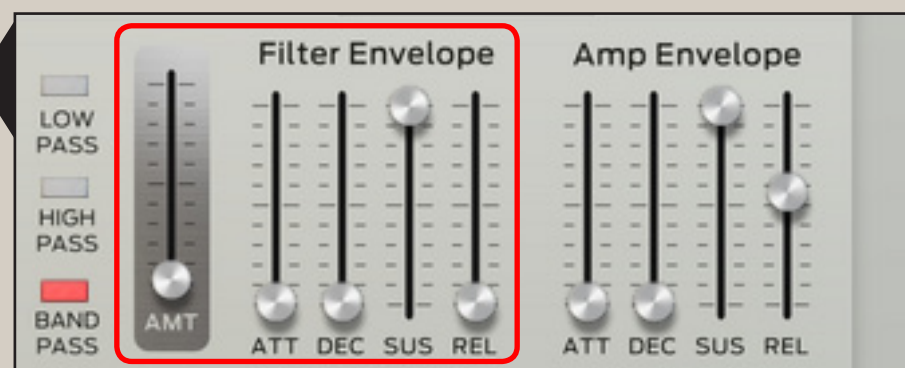 LOW
PASS
HIGH
PASS
BAND
PASS
AMT
Filter Envelope
ATT DEC SUS REL
Amp Envelope
ATT DEC SUS REL